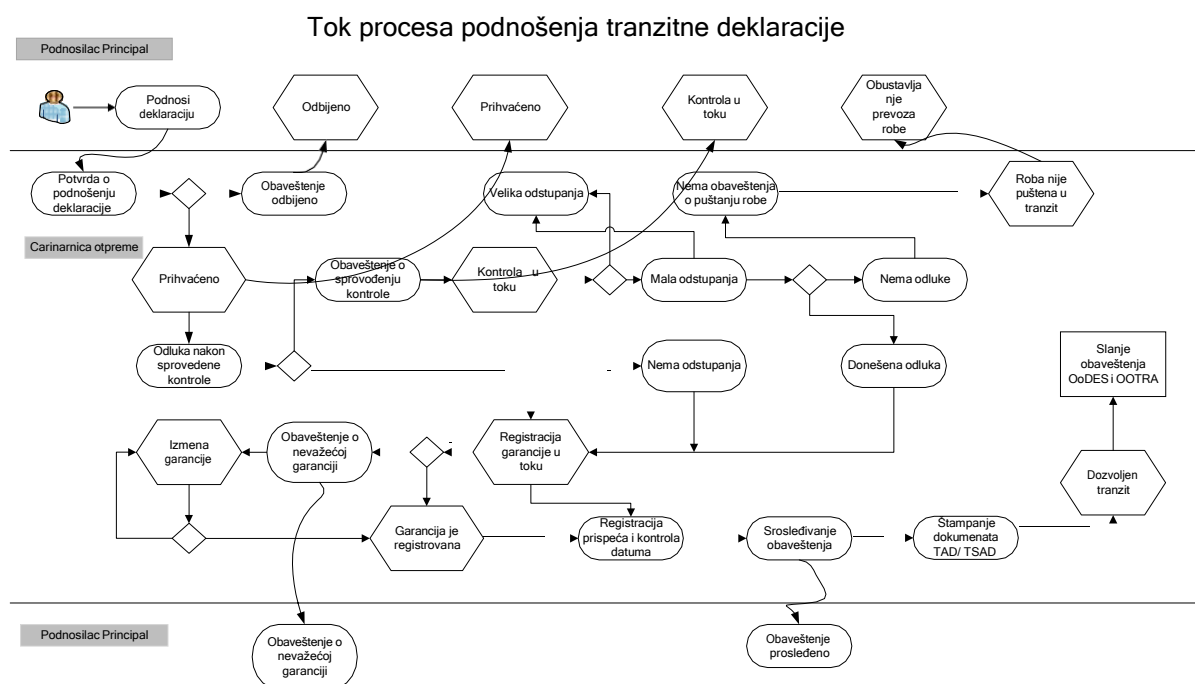 Tok procesa podnošenja tranzitne deklaracije
Podnosilac Principal
Podnosi
deklaraciju
Odbijeno
Prihvaćeno
Kontrola u
toku
Obustavlja
nje
prevoza
robe
Potvrda o
podnošenju
deklaracije
Obaveštenje
odbijeno
Velika odstupanja
Nema obaveštenja
o puštanju robe
Roba nije
puštena u
tranzit
Carinarnica otpreme
Prihvaćeno
Obaveštenje o
sprovođenju
kontrole
Kontrola u
toku
Mala odstupanja
Nema odluke
Odluka nakon
sprovedene
kontrole
Nema odstupanja
Donešena odluka
Slanje
obaveštenja
OoDES i OOTRA
Izmena
garancije
Obaveštenje o
nevažećoj
garanciji
Registracija
garancije u
toku
Dozvoljen
tranzit
Garancija je
registrovana
Registracija
prispeća i kontrola
datuma
Srosleđivanje
obaveštenja
Štampanje
dokumenata
TAD/ TSAD
Podnosilac Principal
Obaveštenje o
nevažećoj
garanciji
Obaveštenje
prosleđeno